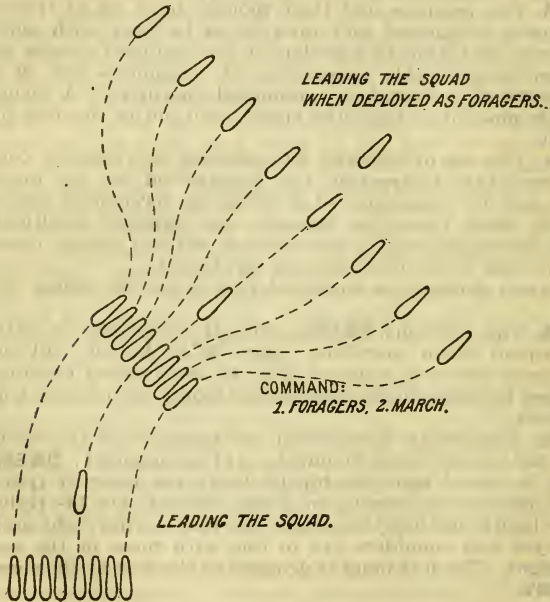 LEADING THE SQUAD
WHEN DEPLOYED AS FORAGERS.
COMMAND:
1. FORAGERS, 2. MARCH.
LEADING THE SQUAD.